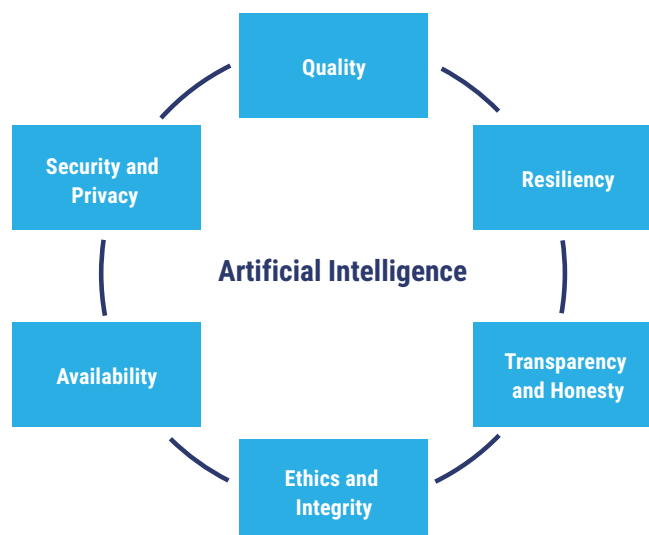 Quality
Security and
Privacy
Resiliency
Artificial Intelligence
Availability
Transparency
and Honesty
Ethics and
Integrity